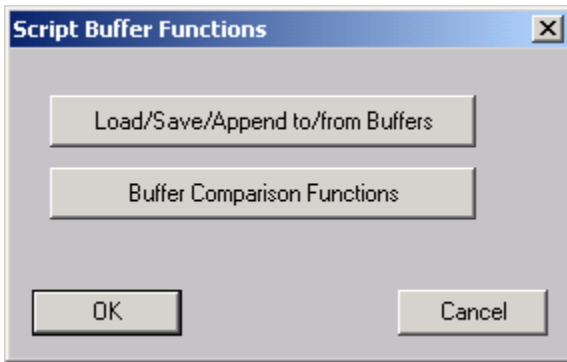 Script Buffer Functions
Load/Save/Append to/from Buffers
Buffer Comparison Functions
OK
Cancel